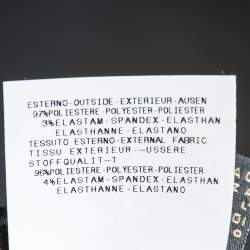 ESTERNO-OUTSIDE-EXTERIEUR-AUSEN
97%POLIESTERE-POLYESTER-POLIESTER
3%ELASTAM-SPANDEX-ELASTHAN
ELASTHANNE-ELASTANO
TESSUTO ESTERNO-EXTERNAL FABRIC
TISSU EXTERIEUR-—USSERE
STOFFQUALIT—T
96%POLIESTERE-POLYESTER-POLIESTER
4%ELASTAM-SPANDEX-ELASTHAN
ELASTHANNE-ELASTANO